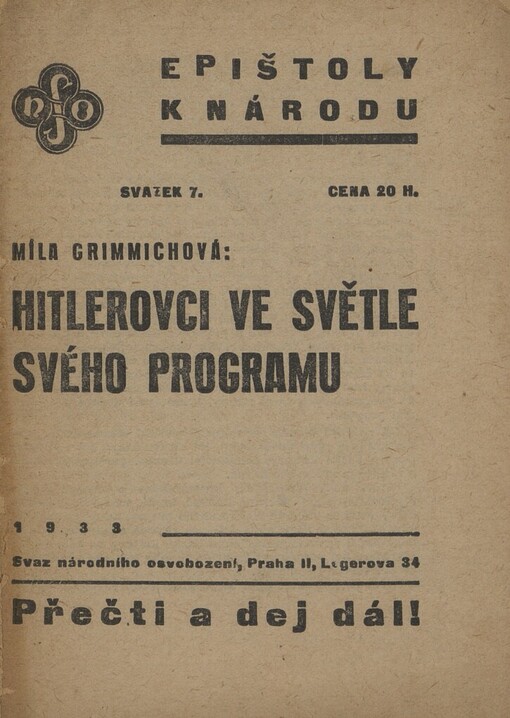 EPIŠTOLY
K NÁRODU
SVAZEK 7.
CENA 20 H.
MÍLA GRIMMICHOVÁ:
HITLEROVCI VE SVĚTLE
SVÉHO PROGRAMU
1933
Svaz národního osvobození, Praha II, Legerova 34
Přečti a dej dál!